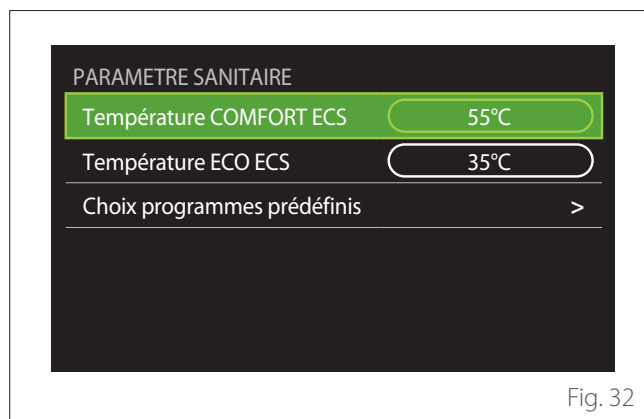 PARAMETRE SANITAIRE
Température COMFORT ECS 55°C
Température ECO ECS 35°C
Choix programmes prédéfinis >
Fig. 32